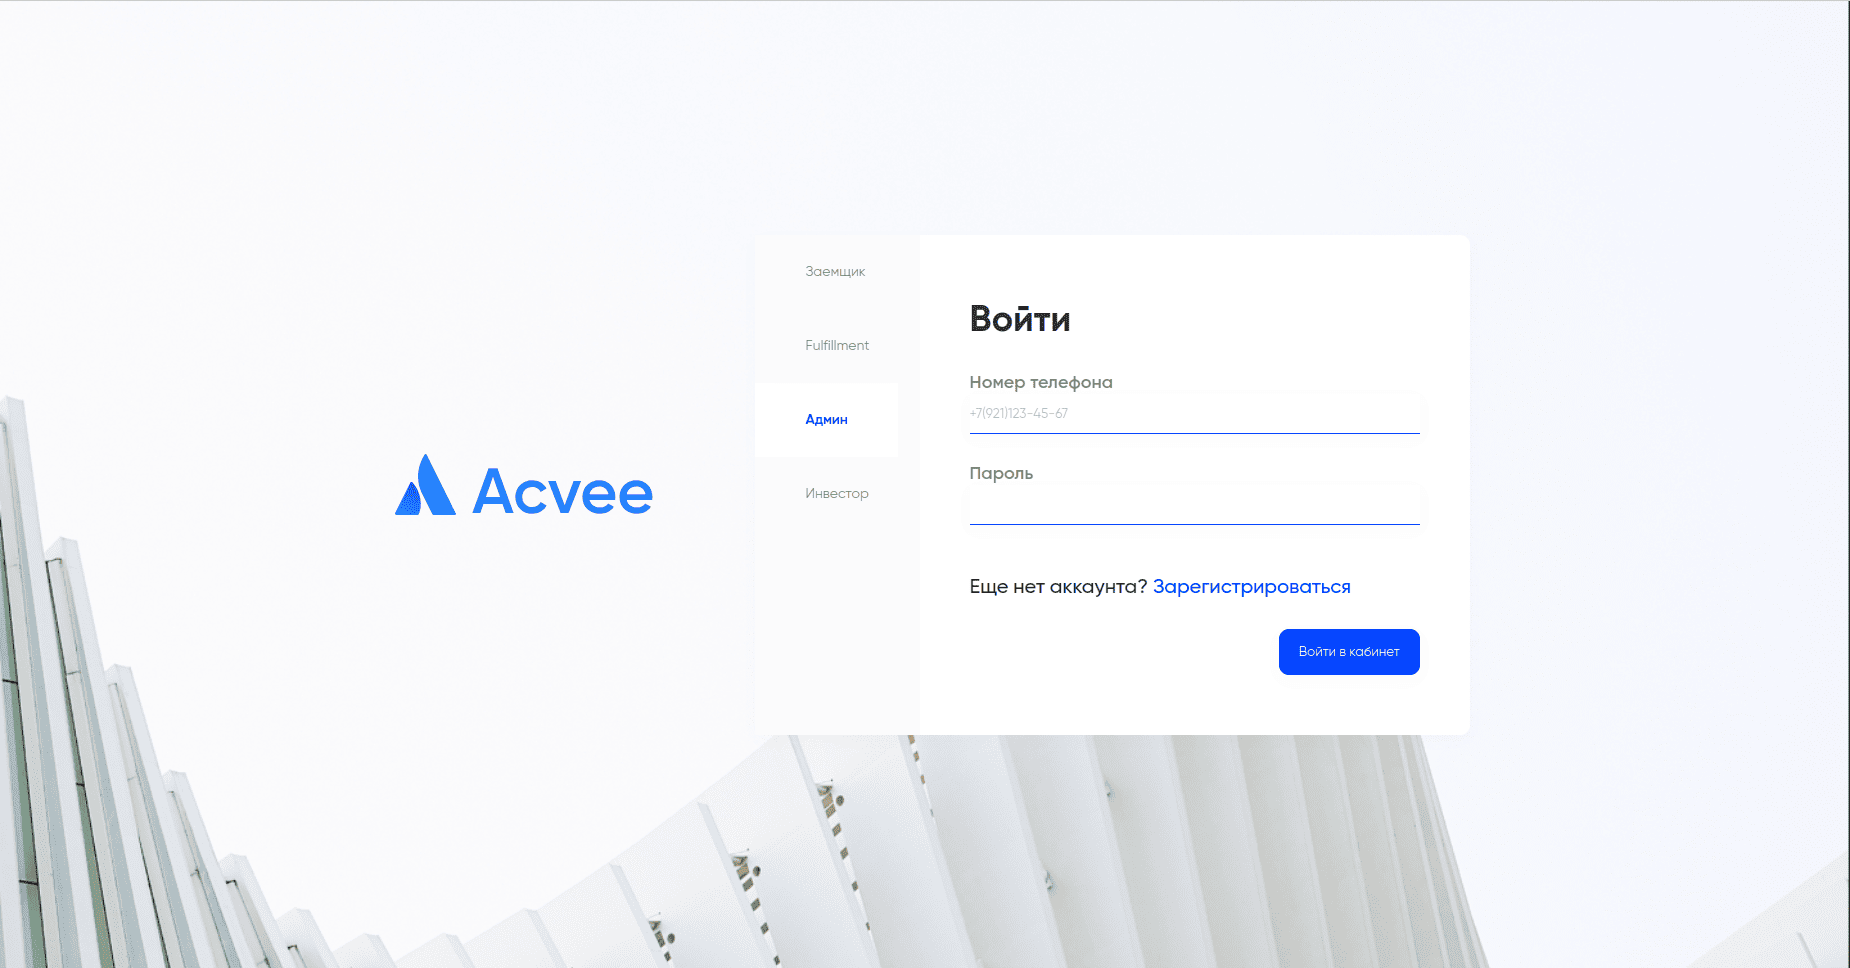 Acvee
Заемщик
Fulfillment
Админ
Инвестор
Войти
Номер телефона
+7(921)123-45-67
Пароль
Еще нет аккаунта? Зарегистрироваться
Войти в кабинет